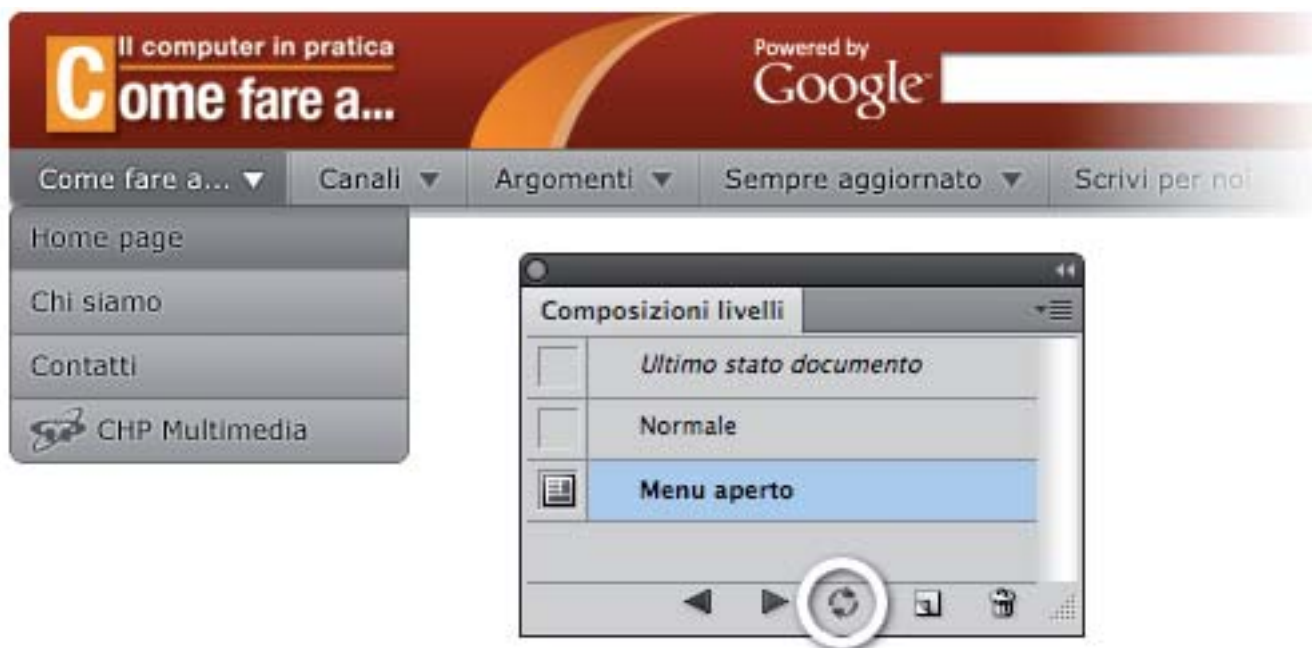 Il computer in pratica
Come fare a...
Powered by
Google™
Come fare a... Canali Argomenti Sempre aggiornato Scrivi per noi
Home page
Chi siamo
Contatti
CHP Multimedia
Composizioni livelli
Ultimo stato documento
Normale
Menu aperto